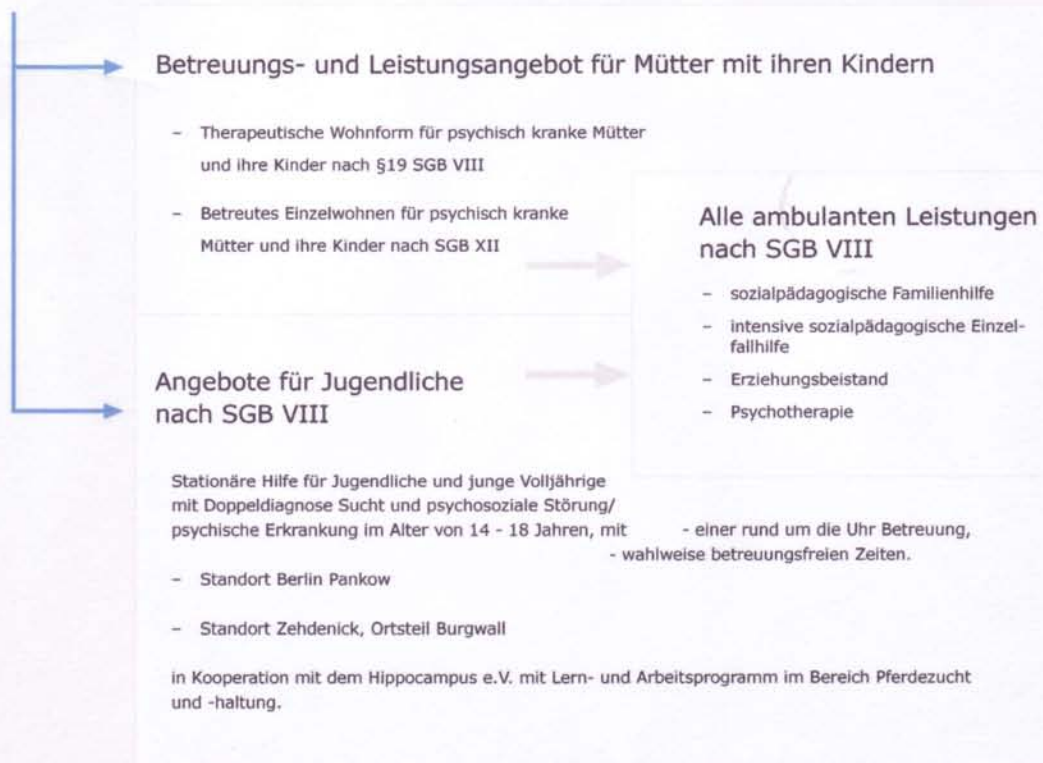 Betreuungs- und Leistungsangebot für Mütter mit ihren Kindern
– Therapeutische Wohnform für psychisch kranke Mütter
und ihre Kinder nach §19 SGB VIII
– Betreutes Einzelwohnen für psychisch kranke
Mütter und ihre Kinder nach SGB XII
Alle ambulanten Leistungen
nach SGB VIII
– sozialpädagogische Familienhilfe
– intensive sozialpädagogische Einzel-
fallhilfe
– Erziehungsbeistand
– Psychotherapie
Angebote für Jugendliche
nach SGB VIII
Stationäre Hilfe für Jugendliche und junge Volljährige
mit Doppeldiagnose Sucht und psychosoziale Störung/
psychische Erkrankung im Alter von 14 - 18 Jahren, mit - einer rund um die Uhr Betreuung,
- wahlweise betreuungsfreien Zeiten.
– Standort Berlin Pankow
– Standort Zehdenick, Ortsteil Burgwall
in Kooperation mit dem Hippocampus e.V. mit Lern- und Arbeitsprogramm im Bereich Pferdezucht
und -haltung.